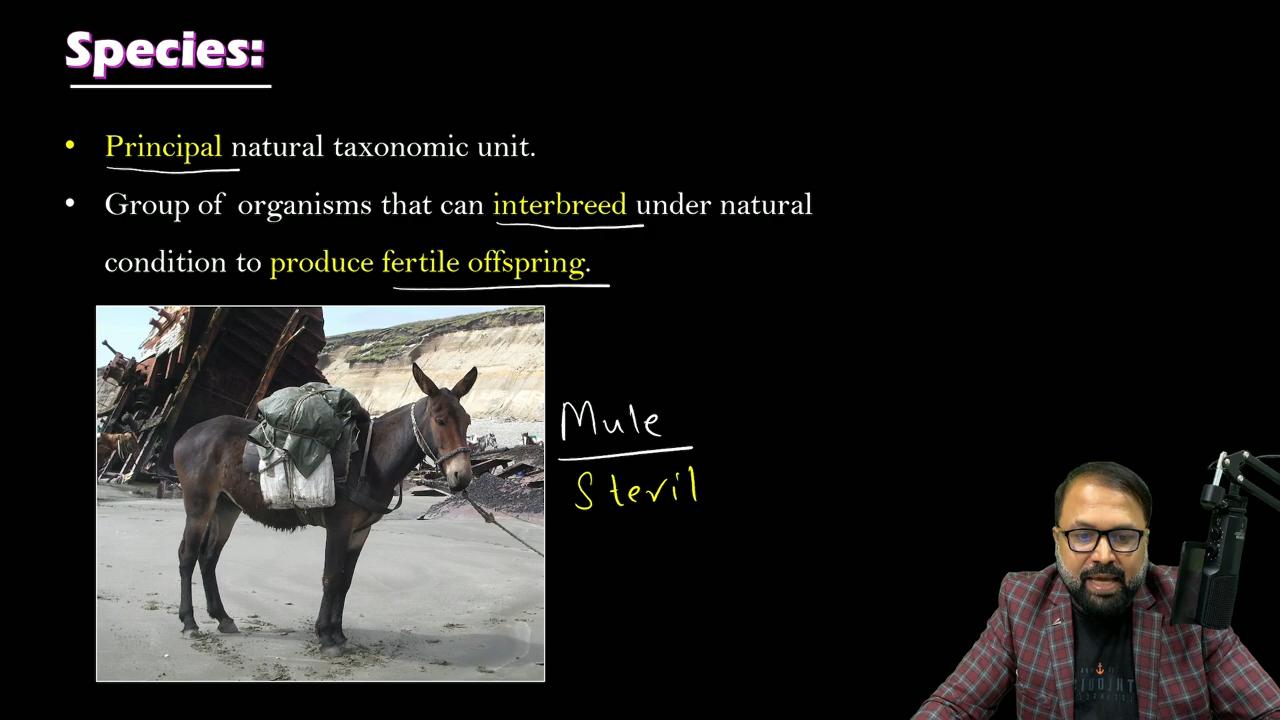 Species:
• Principal natural taxonomic unit.
• Group of organisms that can interbreed under natural
condition to produce fertile offspring.
Mule
Steril